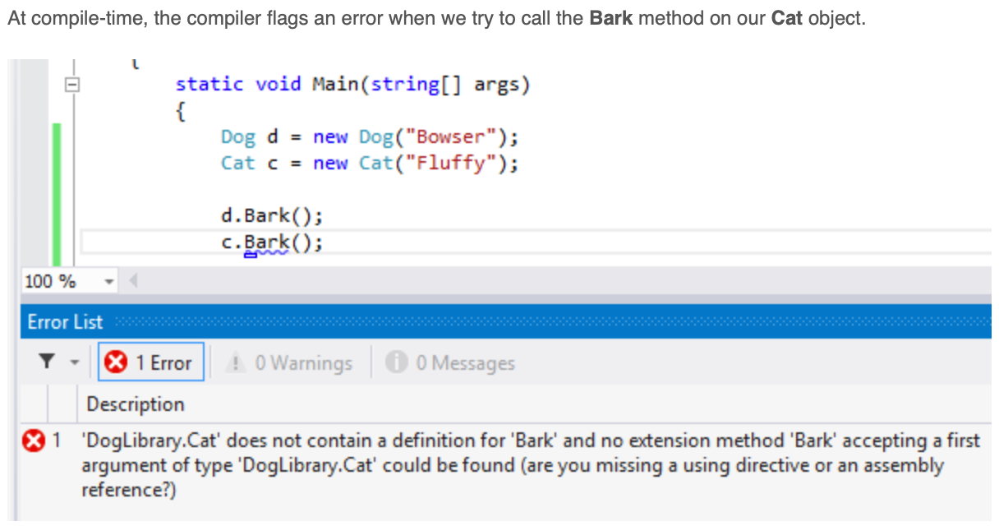 At compile-time, the compiler flags an error when we try to call the Bark method on our Cat object.
static void Main(string[] args)
{
Dog d = new Dog("Bowser");
Cat c = new Cat("Fluffy");
d.Bark();
c.Bark();
100 %
Error List
1 Error 0 Warnings 0 Messages
Description
1 'DogLibrary.Cat' does not contain a definition for 'Bark' and no extension method 'Bark' accepting a first
argument of type 'DogLibrary.Cat' could be found (are you missing a using directive or an assembly
reference?)